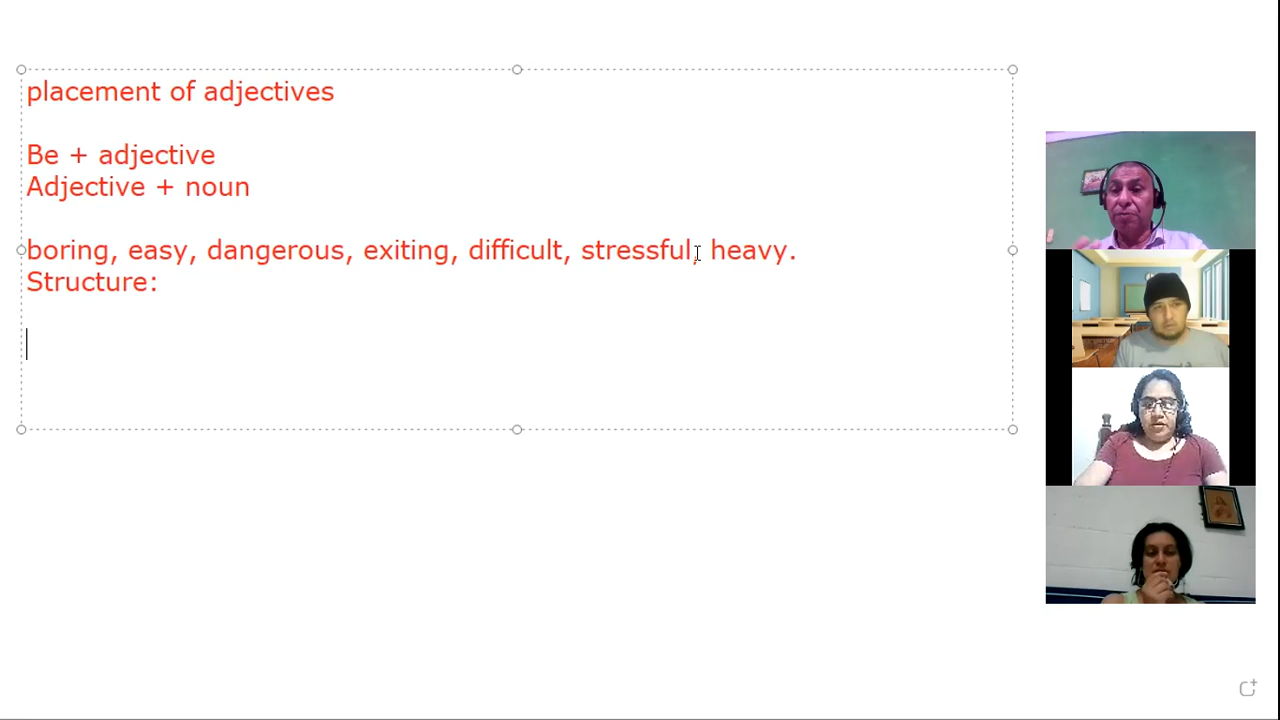 placement of adjectives
Be + adjective
Adjective + noun
boring, easy, dangerous, exiting, difficult, stressful, heavy.
Structure: